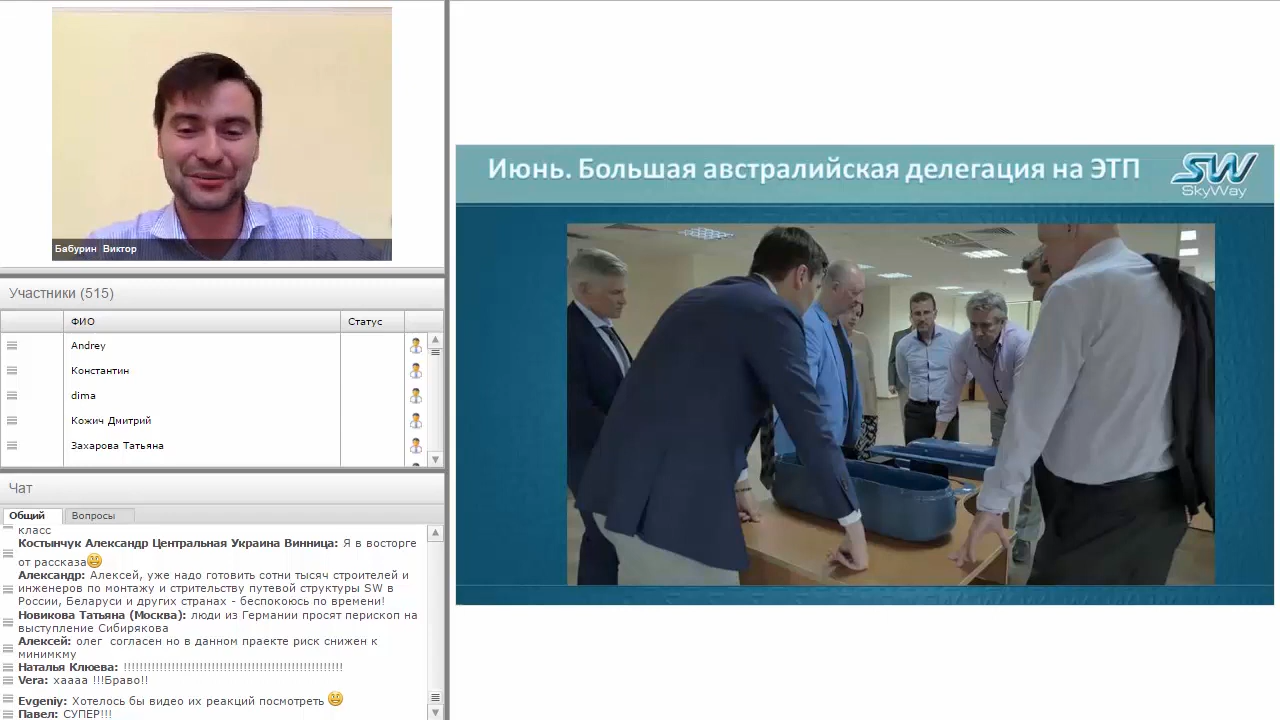 Бабурин Виктор
Участники (515)
ФИО
Статус
Andrey
Константин
dima
Кожич Дмитрий
Захарова Татьяна
Чат
Общий
Вопросы
класс
Костынчук Александр Центральная Украина Винница: Я в восторге
от рассказа
Александр: Алексей, уже надо готовить сотни тысяч строителей и
инженеров по монтажу и стрительству путевой структуры SW в
России, Беларуси и других странах - беспокоюсь по времени!
Новикова Татьяна (Москва): люди из Германии просят перископ на
выступление Сибирякова
Алексей: олег согласен но в данном праекте риск снижен к
минимкму
Наталья Клюева: !!!!!!!!!!!!!!!!!!!!!!!!!!!!!!!!!!!!!!!!!!!!!!!!!!!!!!!
Vera: хаааа !!!Браво!!
Evgeniy: Хотелось бы видео их реакций посмотреть
Павел: СУПЕР!!!
Июнь. Большая австралийская делегация на ЭТП
SW
SkyWay